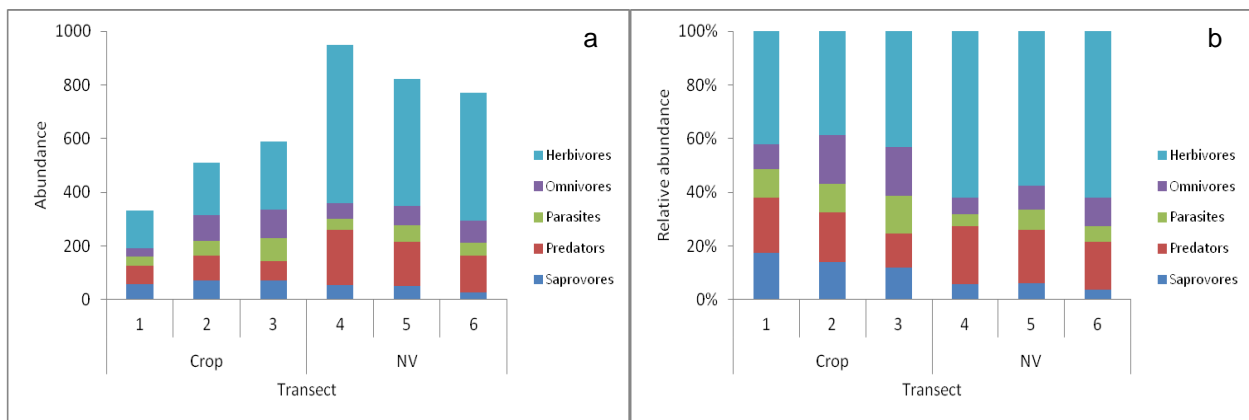 a
1000
800
600
400
200
0
Abundance
Herbivores
Omnivores
Parasites
Predators
Saprovores
1 2 3 4 5 6
Crop NV
Transect
b
100%
80%
60%
40%
20%
0%
Relative abundance
Herbivores
Omnivores
Parasites
Predators
Saprovores
1 2 3 4 5 6
Crop NV
Transect